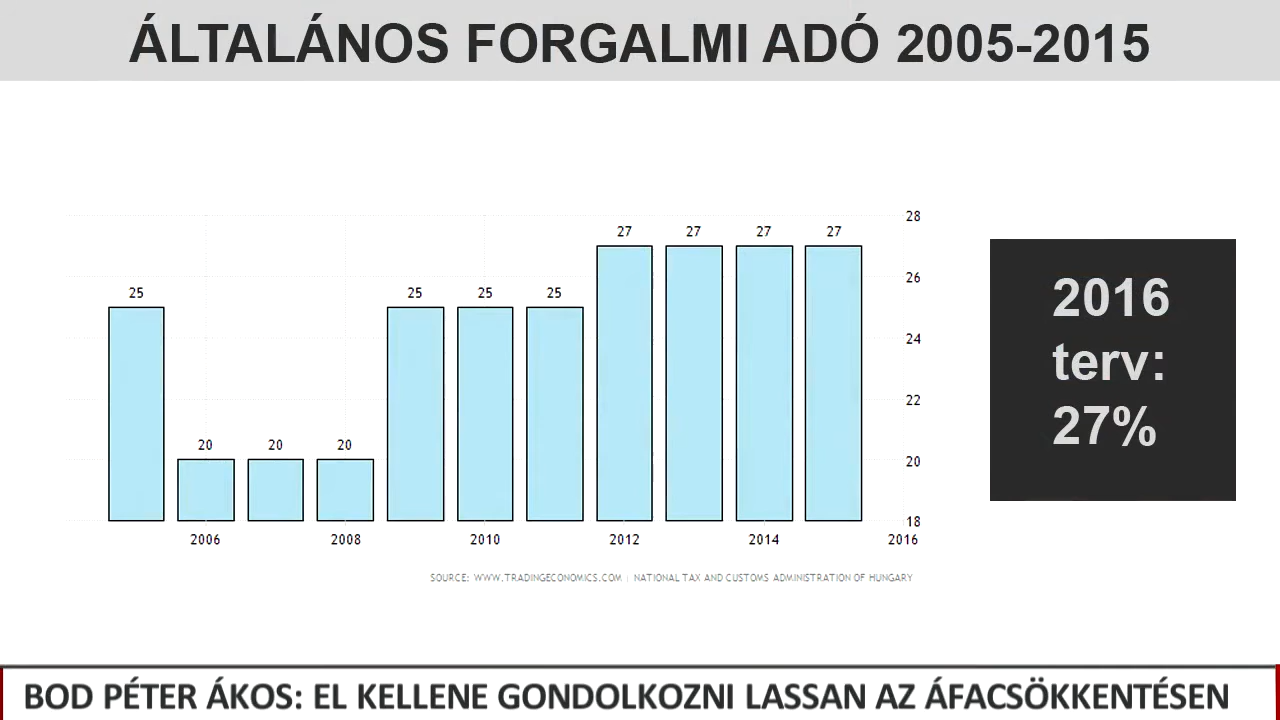 ÁLTALÁNOS FORGALMI ADÓ 2005-2015
28
27 27 27 27
26
25 25 25 25
24
22
20 20 20
20
18
2006 2008 2010 2012 2014 2016
SOURCE: WWW.TRADINGECONOMICS.COM | NATIONAL TAX AND CUSTOMS ADMINISTRATION OF HUNGARY
2016
terv:
27%
BOD PÉTER ÁKOS: EL KELLENE GONDOLKOZNI LASSAN AZ ÁFACSÖKKENTÉSEN